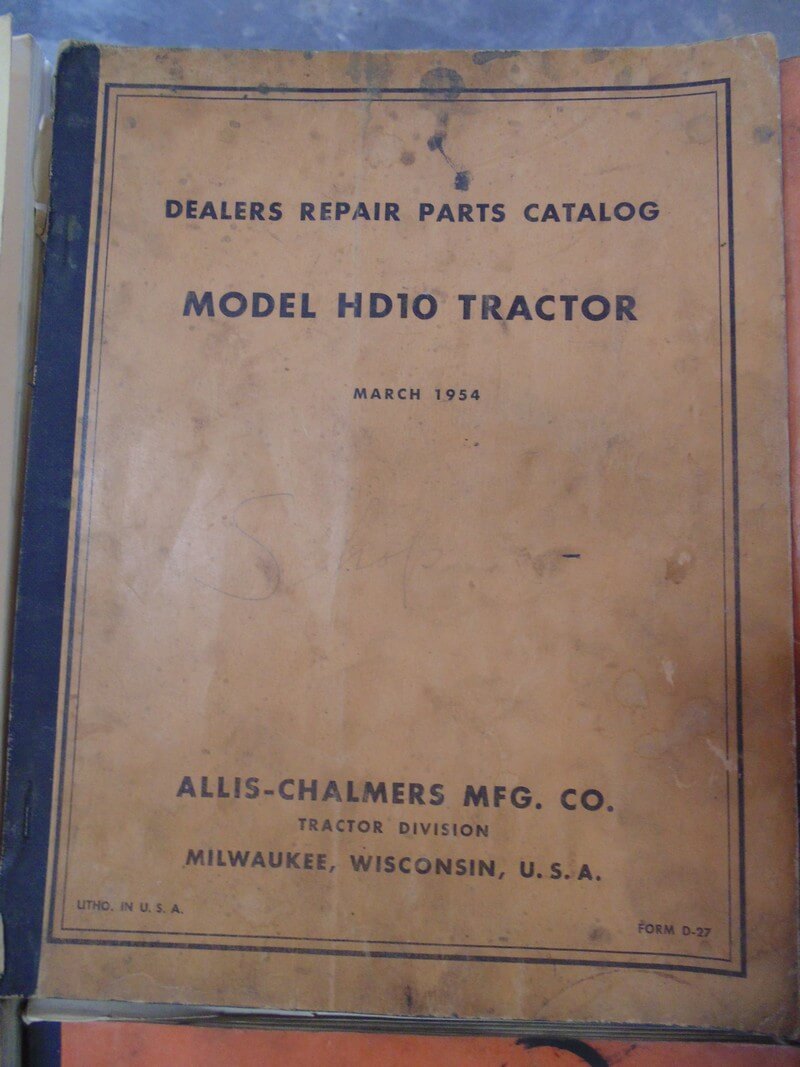 DEALERS REPAIR PARTS CATALOG
MODEL HD10 TRACTOR
MARCH 1954
Shop
ALLIS-CHALMERS MFG. CO.
TRACTOR DIVISION
MILWAUKEE, WISCONSIN, U. S. A.
LITHO. IN U. S. A.
FORM D-27